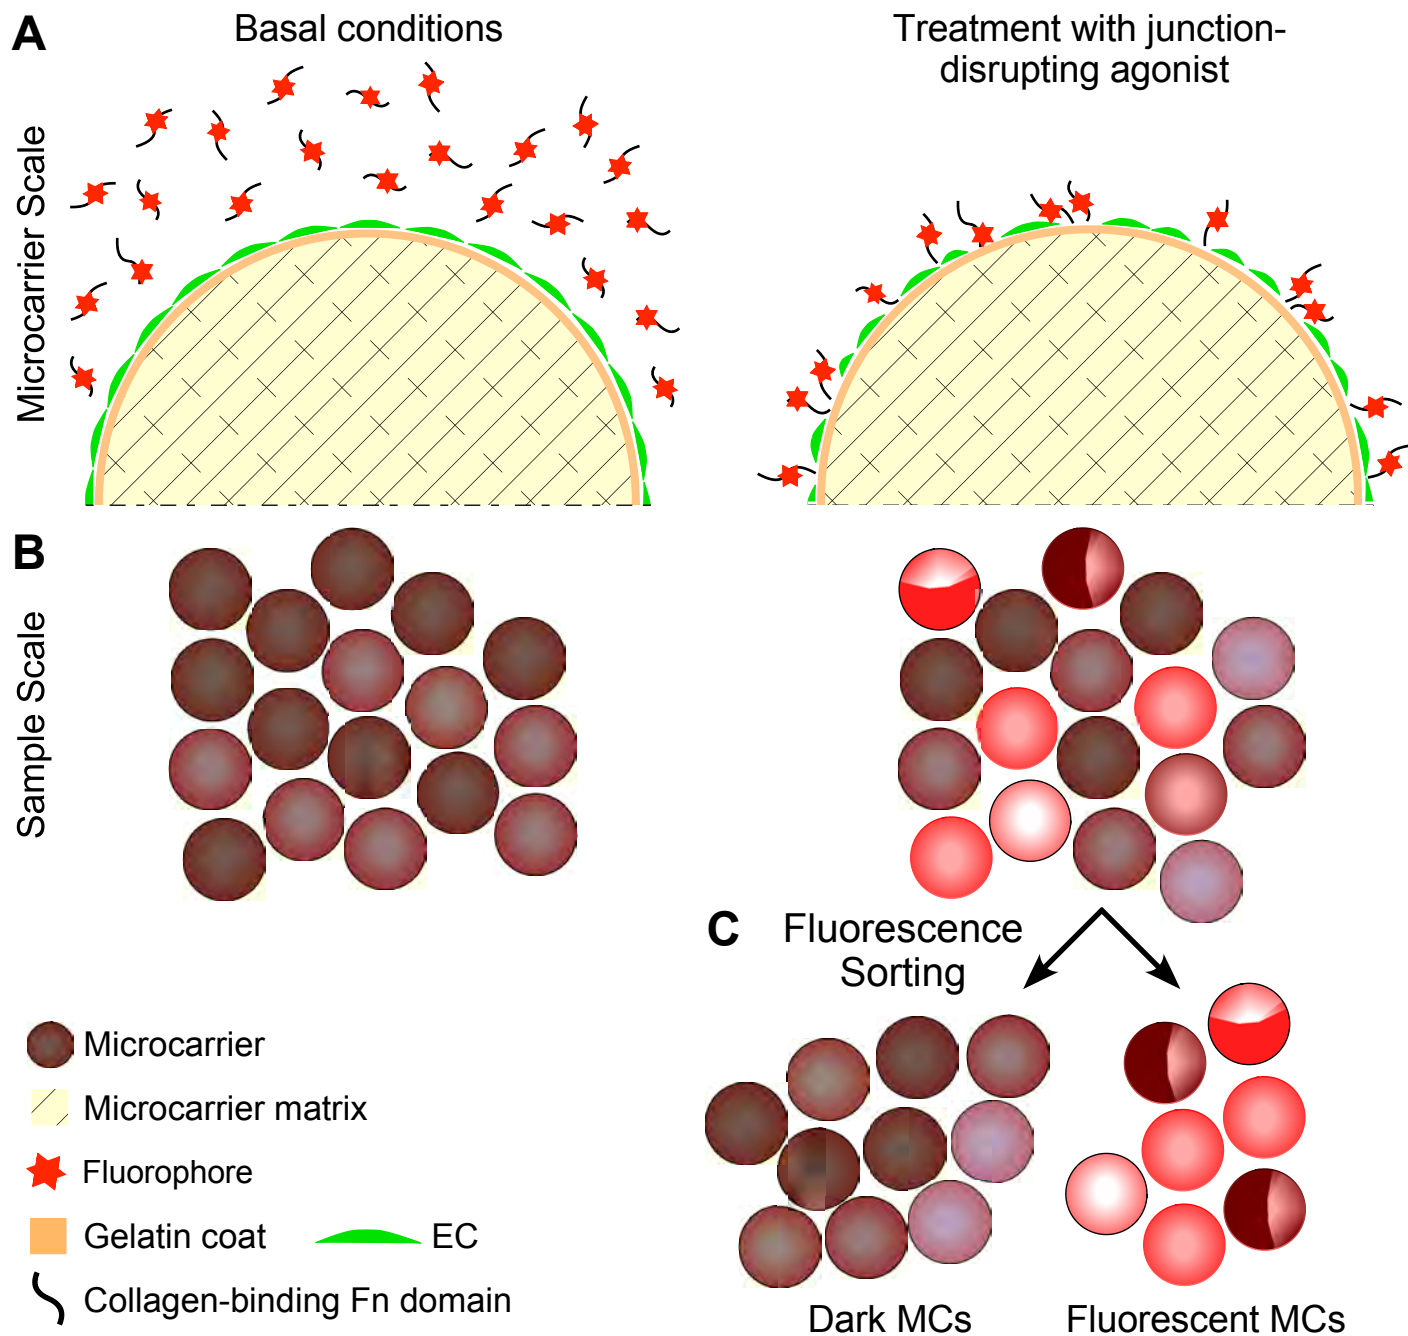 A
Basal conditions
Treatment with junction-
disrupting agonist
Microcarrier Scale
B
Sample Scale
C
Fluorescence
Sorting
Microcarrier
Microcarrier matrix
Fluorophore
Gelatin coat
EC
Collagen-binding Fn domain
Dark MCs
Fluorescent MCs